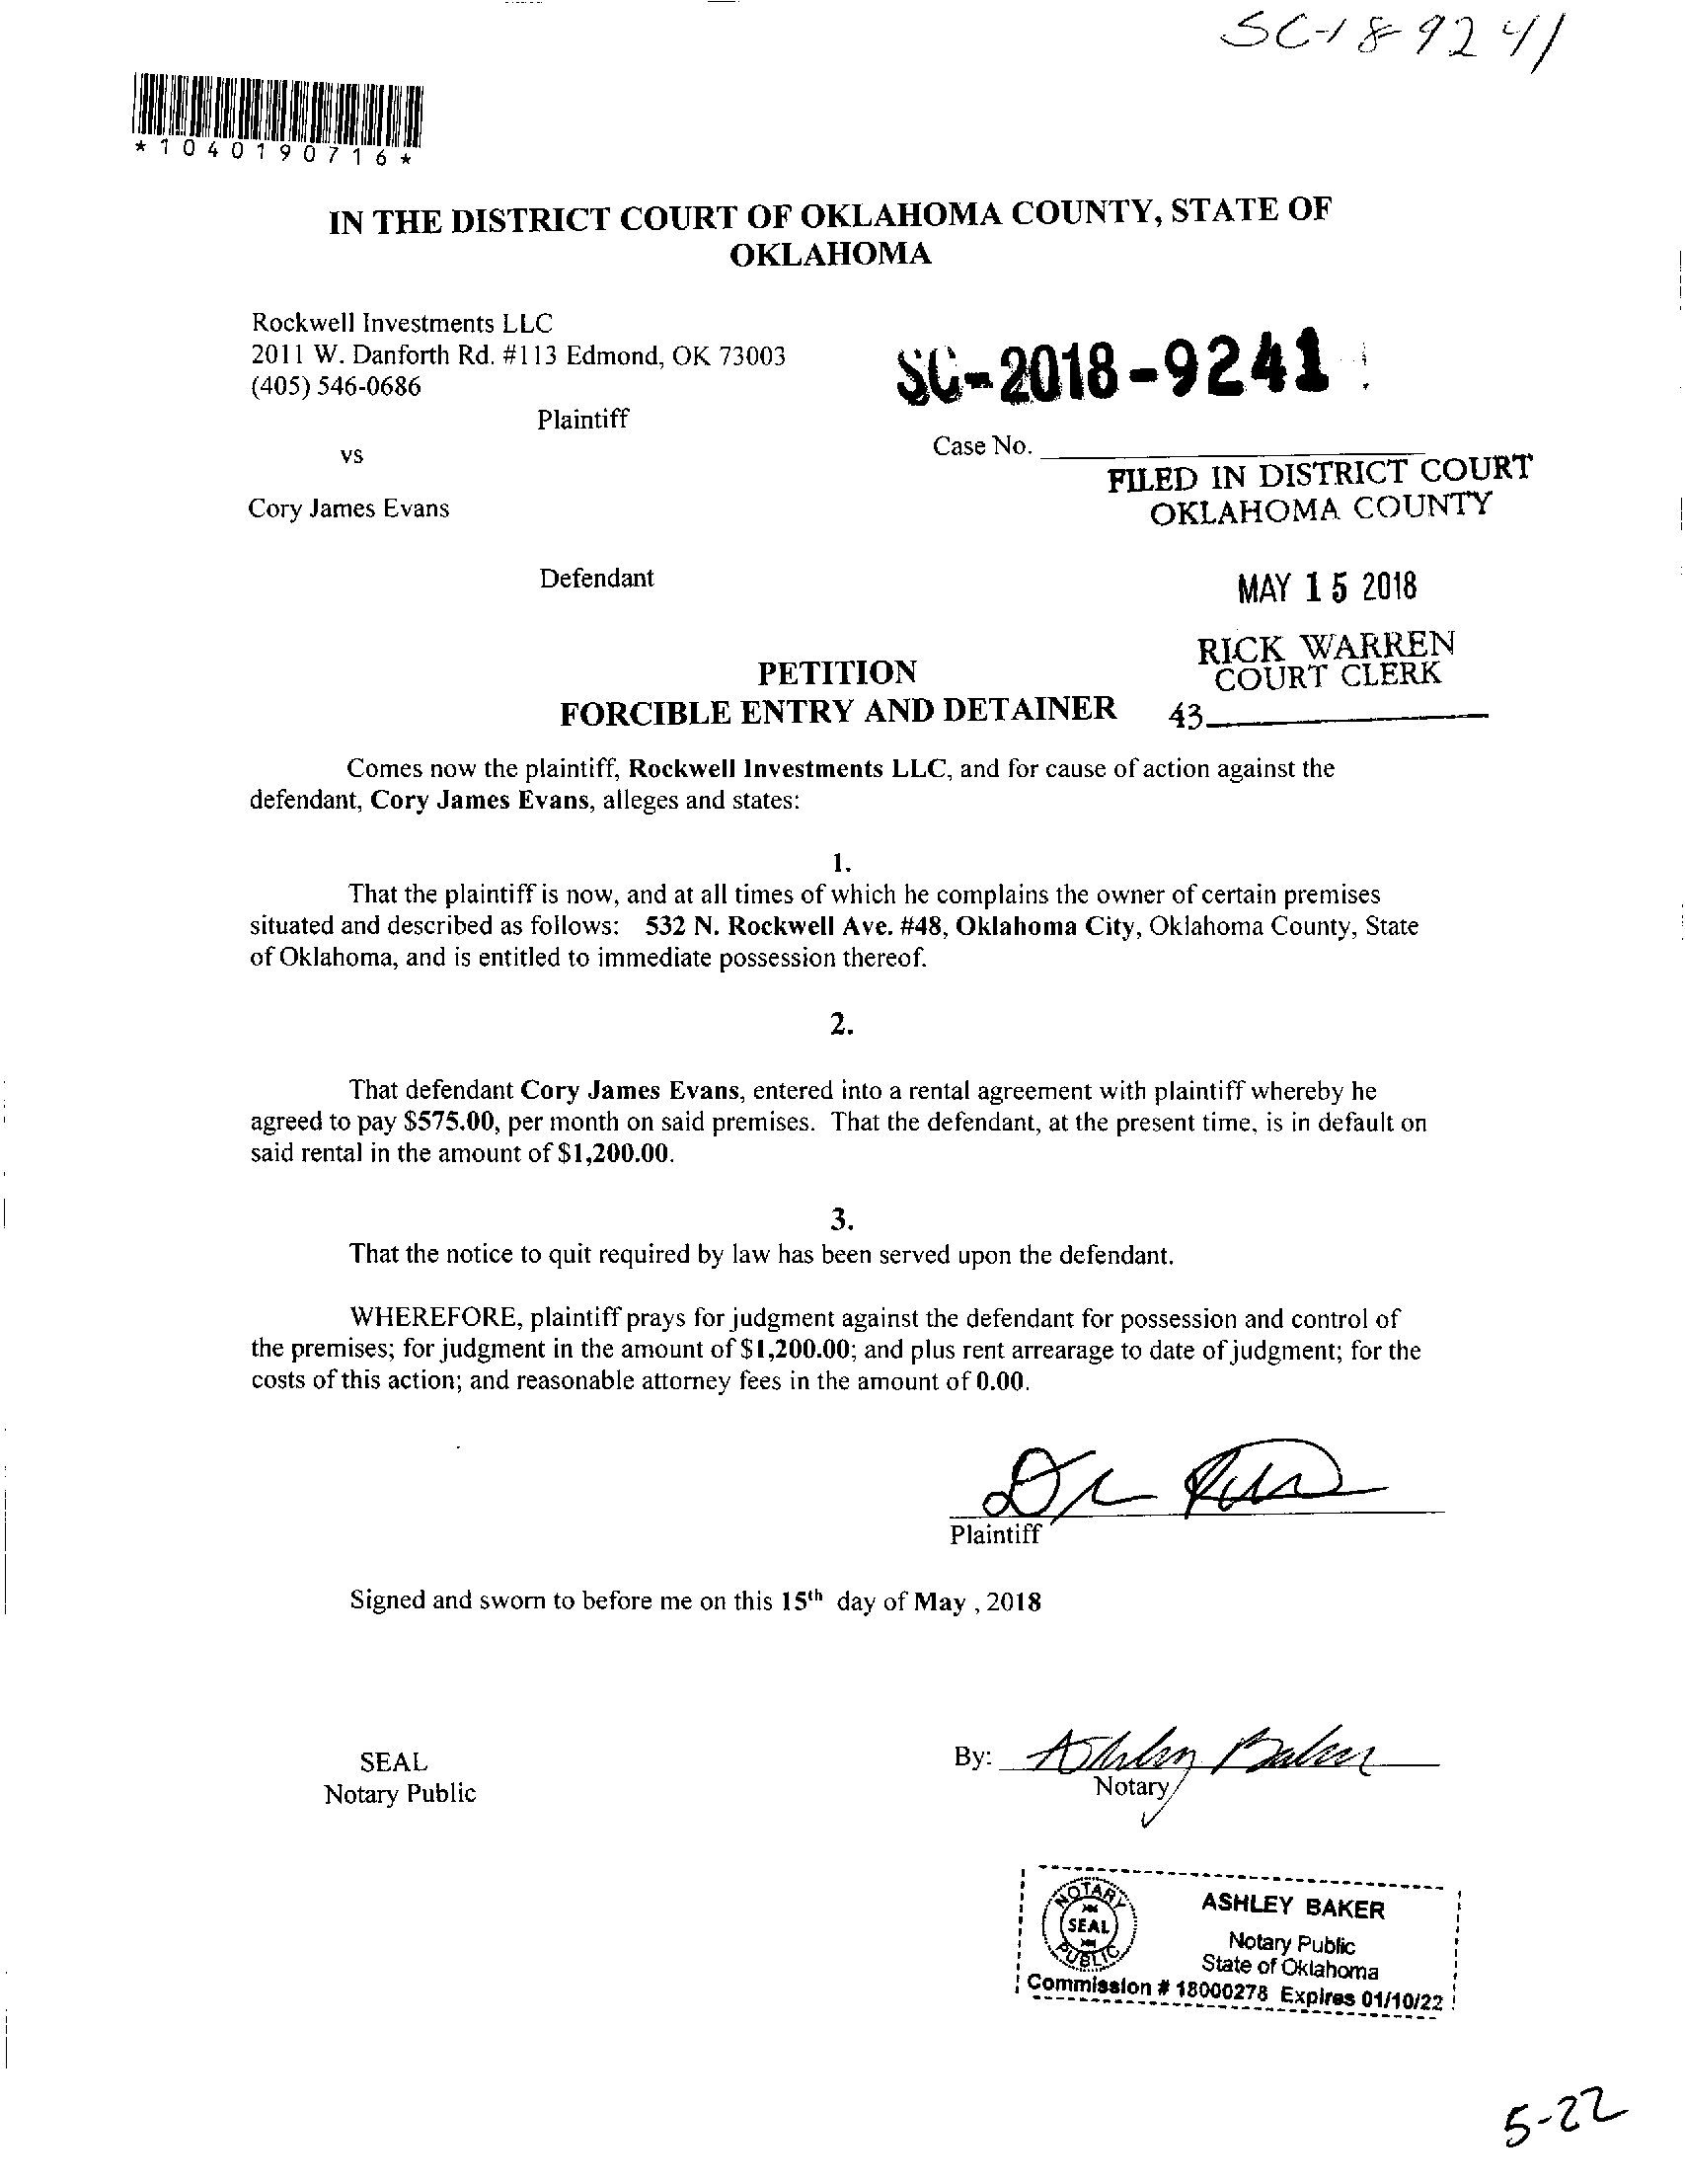 SC-18-9241
*1040190716*
IN THE DISTRICT COURT OF OKLAHOMA COUNTY, STATE OF
OKLAHOMA
Rockwell Investments LLC
2011 W. Danforth Rd. #113 Edmond, OK 73003
(405) 546-0686
Plaintiff
vs
Cory James Evans
Defendant
SC-2018-9241
Case No.
FILED IN DISTRICT COURT
OKLAHOMA COUNTY
MAY 15 2018
RICK WARREN
COURT CLERK
43
PETITION
FORCIBLE ENTRY AND DETAINER
Comes now the plaintiff, Rockwell Investments LLC, and for cause of action against the
defendant, Cory James Evans, alleges and states:
1.
That the plaintiff is now, and at all times of which he complains the owner of certain premises
situated and described as follows: 532 N. Rockwell Ave. #48, Oklahoma City, Oklahoma County, State
of Oklahoma, and is entitled to immediate possession thereof.
2.
That defendant Cory James Evans, entered into a rental agreement with plaintiff whereby he
agreed to pay $575.00, per month on said premises. That the defendant, at the present time, is in default on
said rental in the amount of $1,200.00.
3.
That the notice to quit required by law has been served upon the defendant.
WHEREFORE, plaintiff prays for judgment against the defendant for possession and control of
the premises; for judgment in the amount of $1,200.00; and plus rent arrearage to date of judgment; for the
costs of this action; and reasonable attorney fees in the amount of 0.00.
Plaintiff
Signed and sworn to before me on this 15th day of May , 2018
SEAL
Notary Public
By: Ashley Baker
Notary
NOTARY
SEAL
PUBLIC
ASHLEY BAKER
Notary Public
State of Oklahoma
Commission # 18000278 Expires 01/10/22
5-22